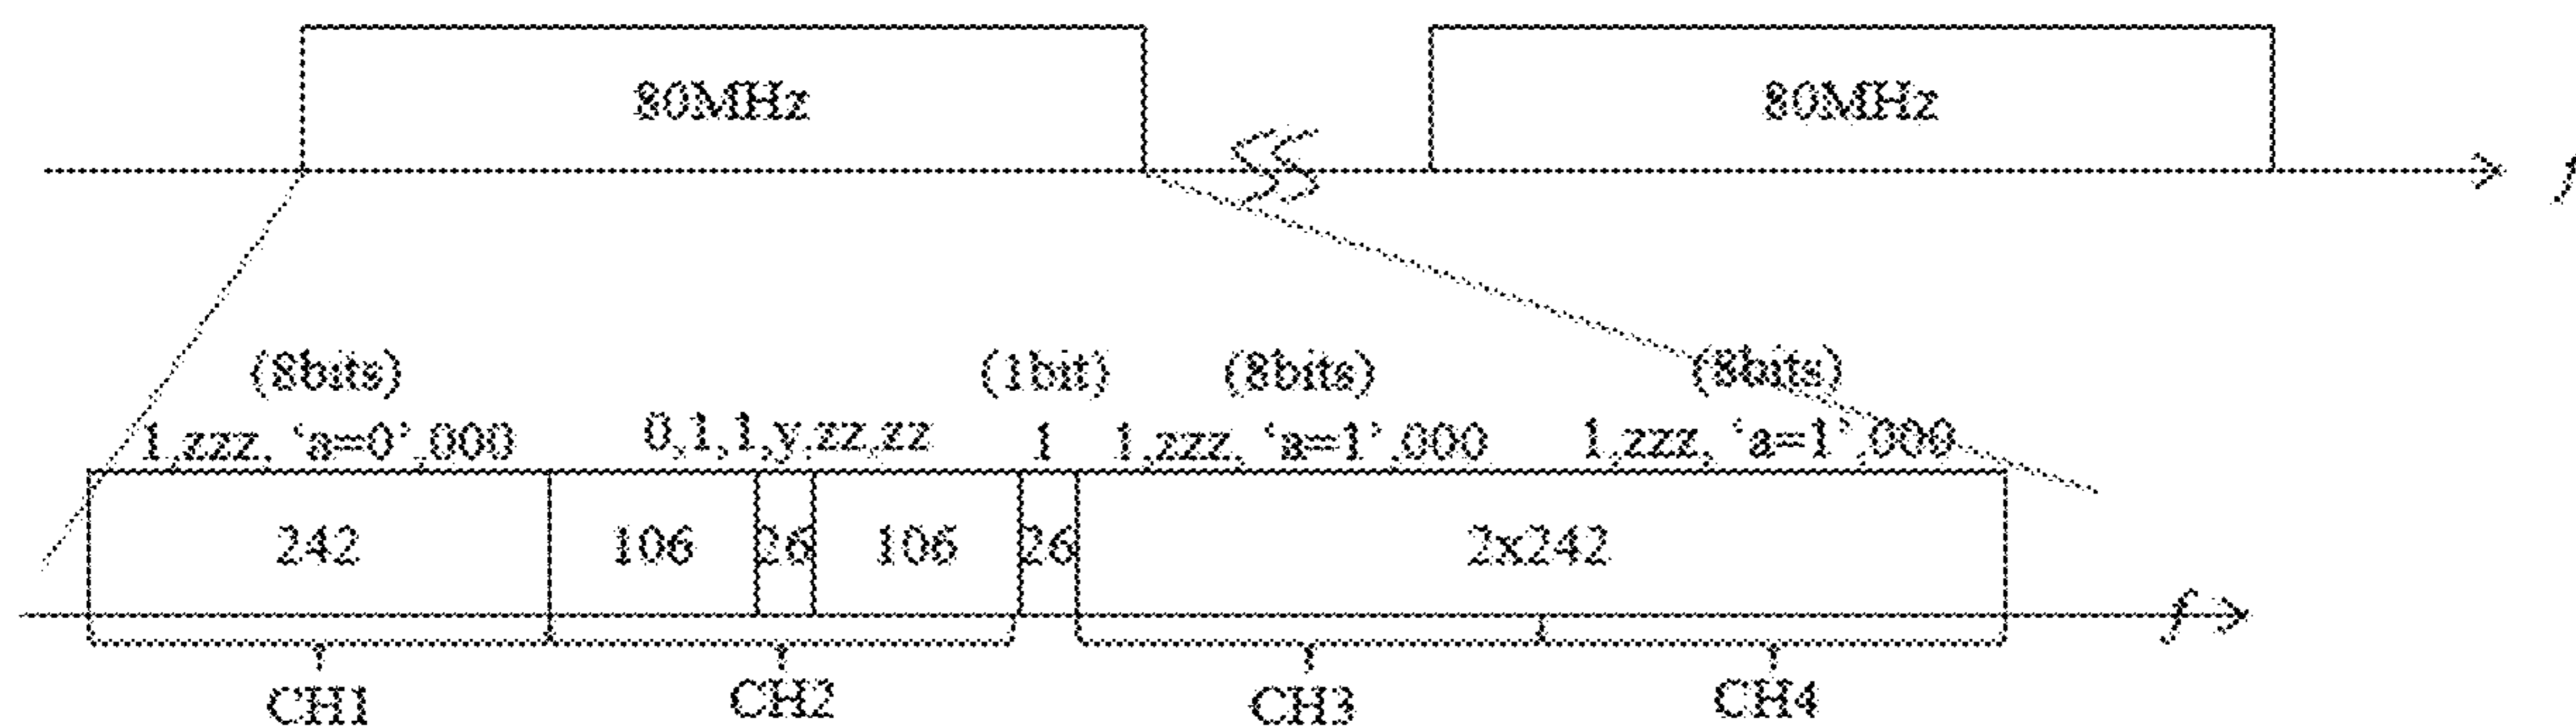 80MHz 80MHz
f
(8bits) (1bit) (8bits) (8bits)
1,zzz, ‘a=0’,000 0,1,1,y,zz,zz 1 1,zzz, ‘a=1’,000 1,zzz, ‘a=1’,000
242 106 26 106 26 2x242
f
CH1 CH2 CH3 CH4